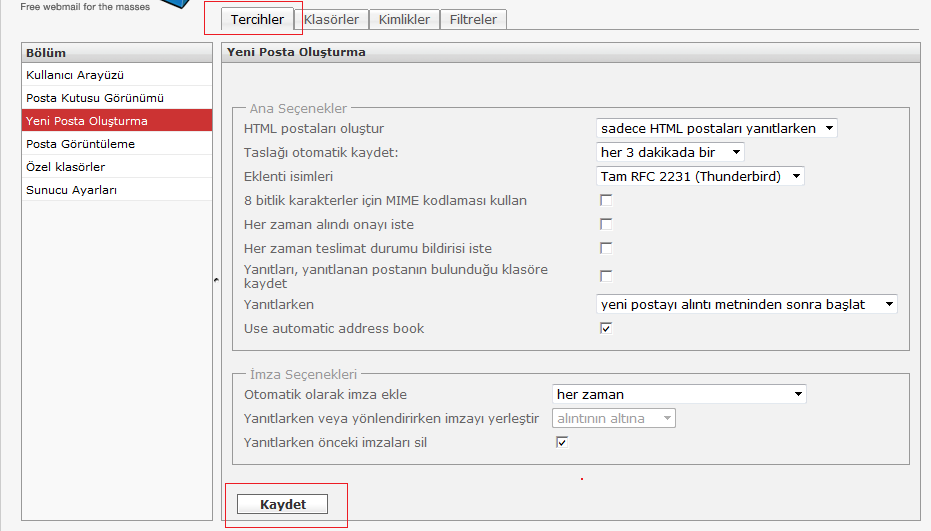 Free webmail for the masses
Tercihler
Klasörler
Kimlikler
Filtreler
Bölüm
Kullanıcı Arayüzü
Posta Kutusu Görünümü
Yeni Posta Oluşturma
Posta Görüntüleme
Özel klasörler
Sunucu Ayarları
Yeni Posta Oluşturma
Ana Seçenekler
HTML postaları oluştur
sadece HTML postaları yanıtlarken
Taslağı otomatik kaydet:
her 3 dakikada bir
Eklenti isimleri
Tam RFC 2231 (Thunderbird)
8 bitlik karakterler için MIME kodlaması kullan
Her zaman alındı onayı iste
Her zaman teslimat durumu bildirisi iste
Yanıtları, yanıtlanan postanın bulunduğu klasöre
kaydet
Yanıtlarken
yeni postayı alıntı metninden sonra başlat
Use automatic address book
İmza Seçenekleri
Otomatik olarak imza ekle
her zaman
Yanıtlarken veya yönlendirirken imzayı yerleştir
alıntının altına
Yanıtlarken önceki imzaları sil
Kaydet